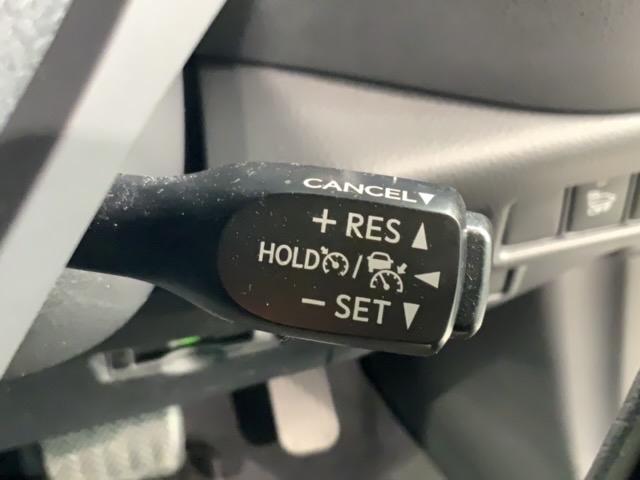 CANCEL▼
+ RES ▲
HOLD / ◀
− SET ▼